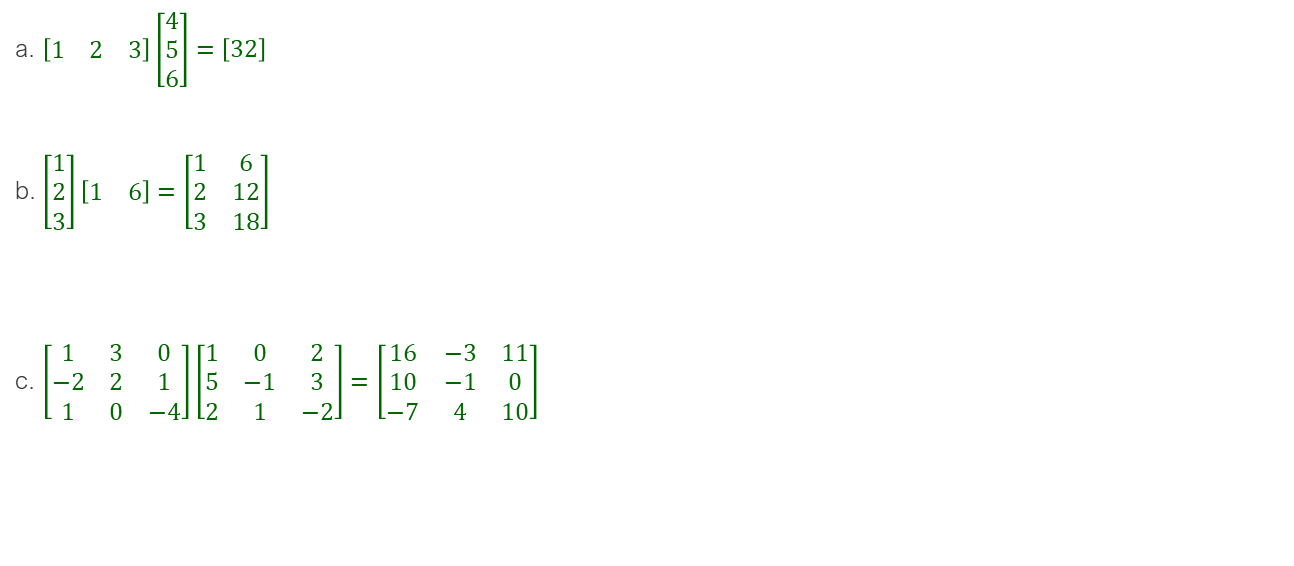 a. [1 2 3] [4 5 6] = [32]
b. [1 2 3] [1 6] = [1 6 2 12 3 18]
c. [1 3 0 −2 2 1 1 0 −4] [1 0 2 5 −1 3 2 1 −2] = [16 −3 11 10 −1 0 −7 4 10]